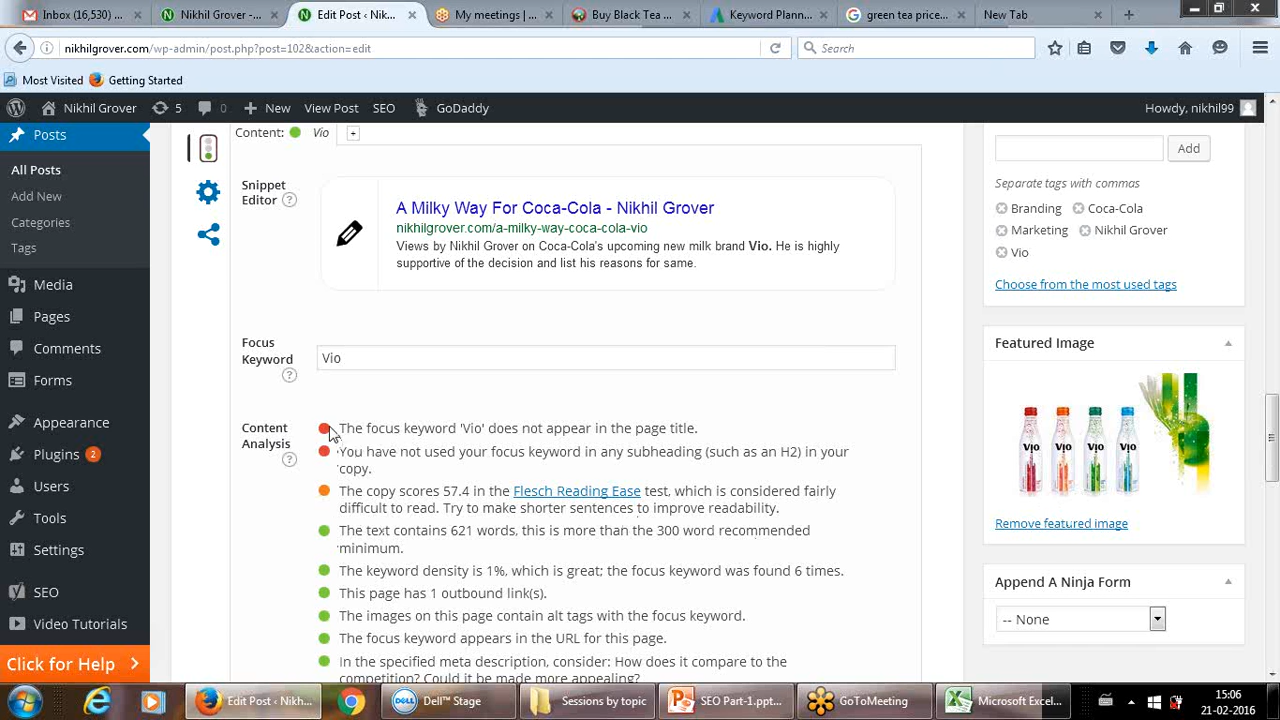 Inbox (16,530)
Nikhil Grover -...
Edit Post ‹ Nik...
My meetings |...
Buy Black Tea ...
Keyword Plann...
green tea price...
New Tab
nikhilgrover.com/wp-admin/post.php?post=102&action=edit
Search
Most Visited
Getting Started
Nikhil Grover
5
0
New
View Post
SEO
GoDaddy
Howdy, nikhil99
Posts
All Posts
Add New
Categories
Tags
Media
Pages
Comments
Forms
Appearance
Plugins 2
Users
Tools
Settings
SEO
Video Tutorials
Click for Help
Content: Vio +
Snippet
Editor ?
A Milky Way For Coca-Cola - Nikhil Grover
nikhilgrover.com/a-milky-way-coca-cola-vio
Views by Nikhil Grover on Coca-Cola's upcoming new milk brand Vio. He is highly
supportive of the decision and list his reasons for same.
Focus
Keyword
?
Vio
Content
Analysis
?
The focus keyword 'Vio' does not appear in the page title.
You have not used your focus keyword in any subheading (such as an H2) in your
copy.
The copy scores 57.4 in the Flesch Reading Ease test, which is considered fairly
difficult to read. Try to make shorter sentences to improve readability.
The text contains 621 words, this is more than the 300 word recommended
minimum.
The keyword density is 1%, which is great; the focus keyword was found 6 times.
This page has 1 outbound link(s).
The images on this page contain alt tags with the focus keyword.
The focus keyword appears in the URL for this page.
In the specified meta description, consider: How does it compare to the
competition? Could it be made more appealing?
Add
Separate tags with commas
Branding Coca-Cola
Marketing Nikhil Grover
Vio
Choose from the most used tags
Featured Image
VIO VIO VIO VIO
Remove featured image
Append A Ninja Form
-- None
Edit Post ‹ Nikh...
Dell™Stage
Sessions by topic
SEO Part-1.ppt...
GoToMeeting
Microsoft Excel...
15:06
21-02-2016